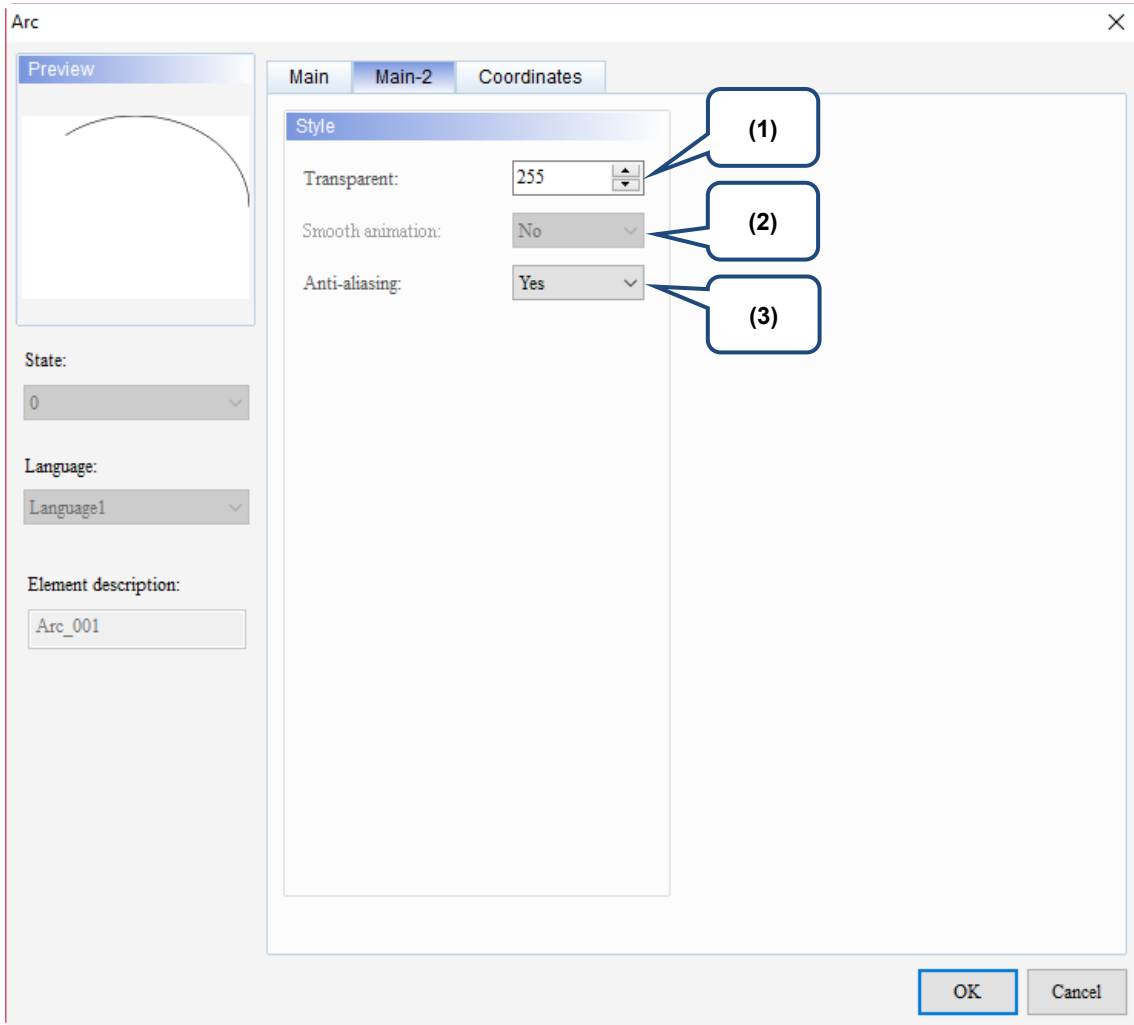 Arc
Preview
Main
Main-2
Coordinates
Style
Transparent:
255
(1)
Smooth animation:
No
(2)
Anti-aliasing:
Yes
(3)
State:
0
Language:
Language1
Element description:
Arc_001
OK
Cancel